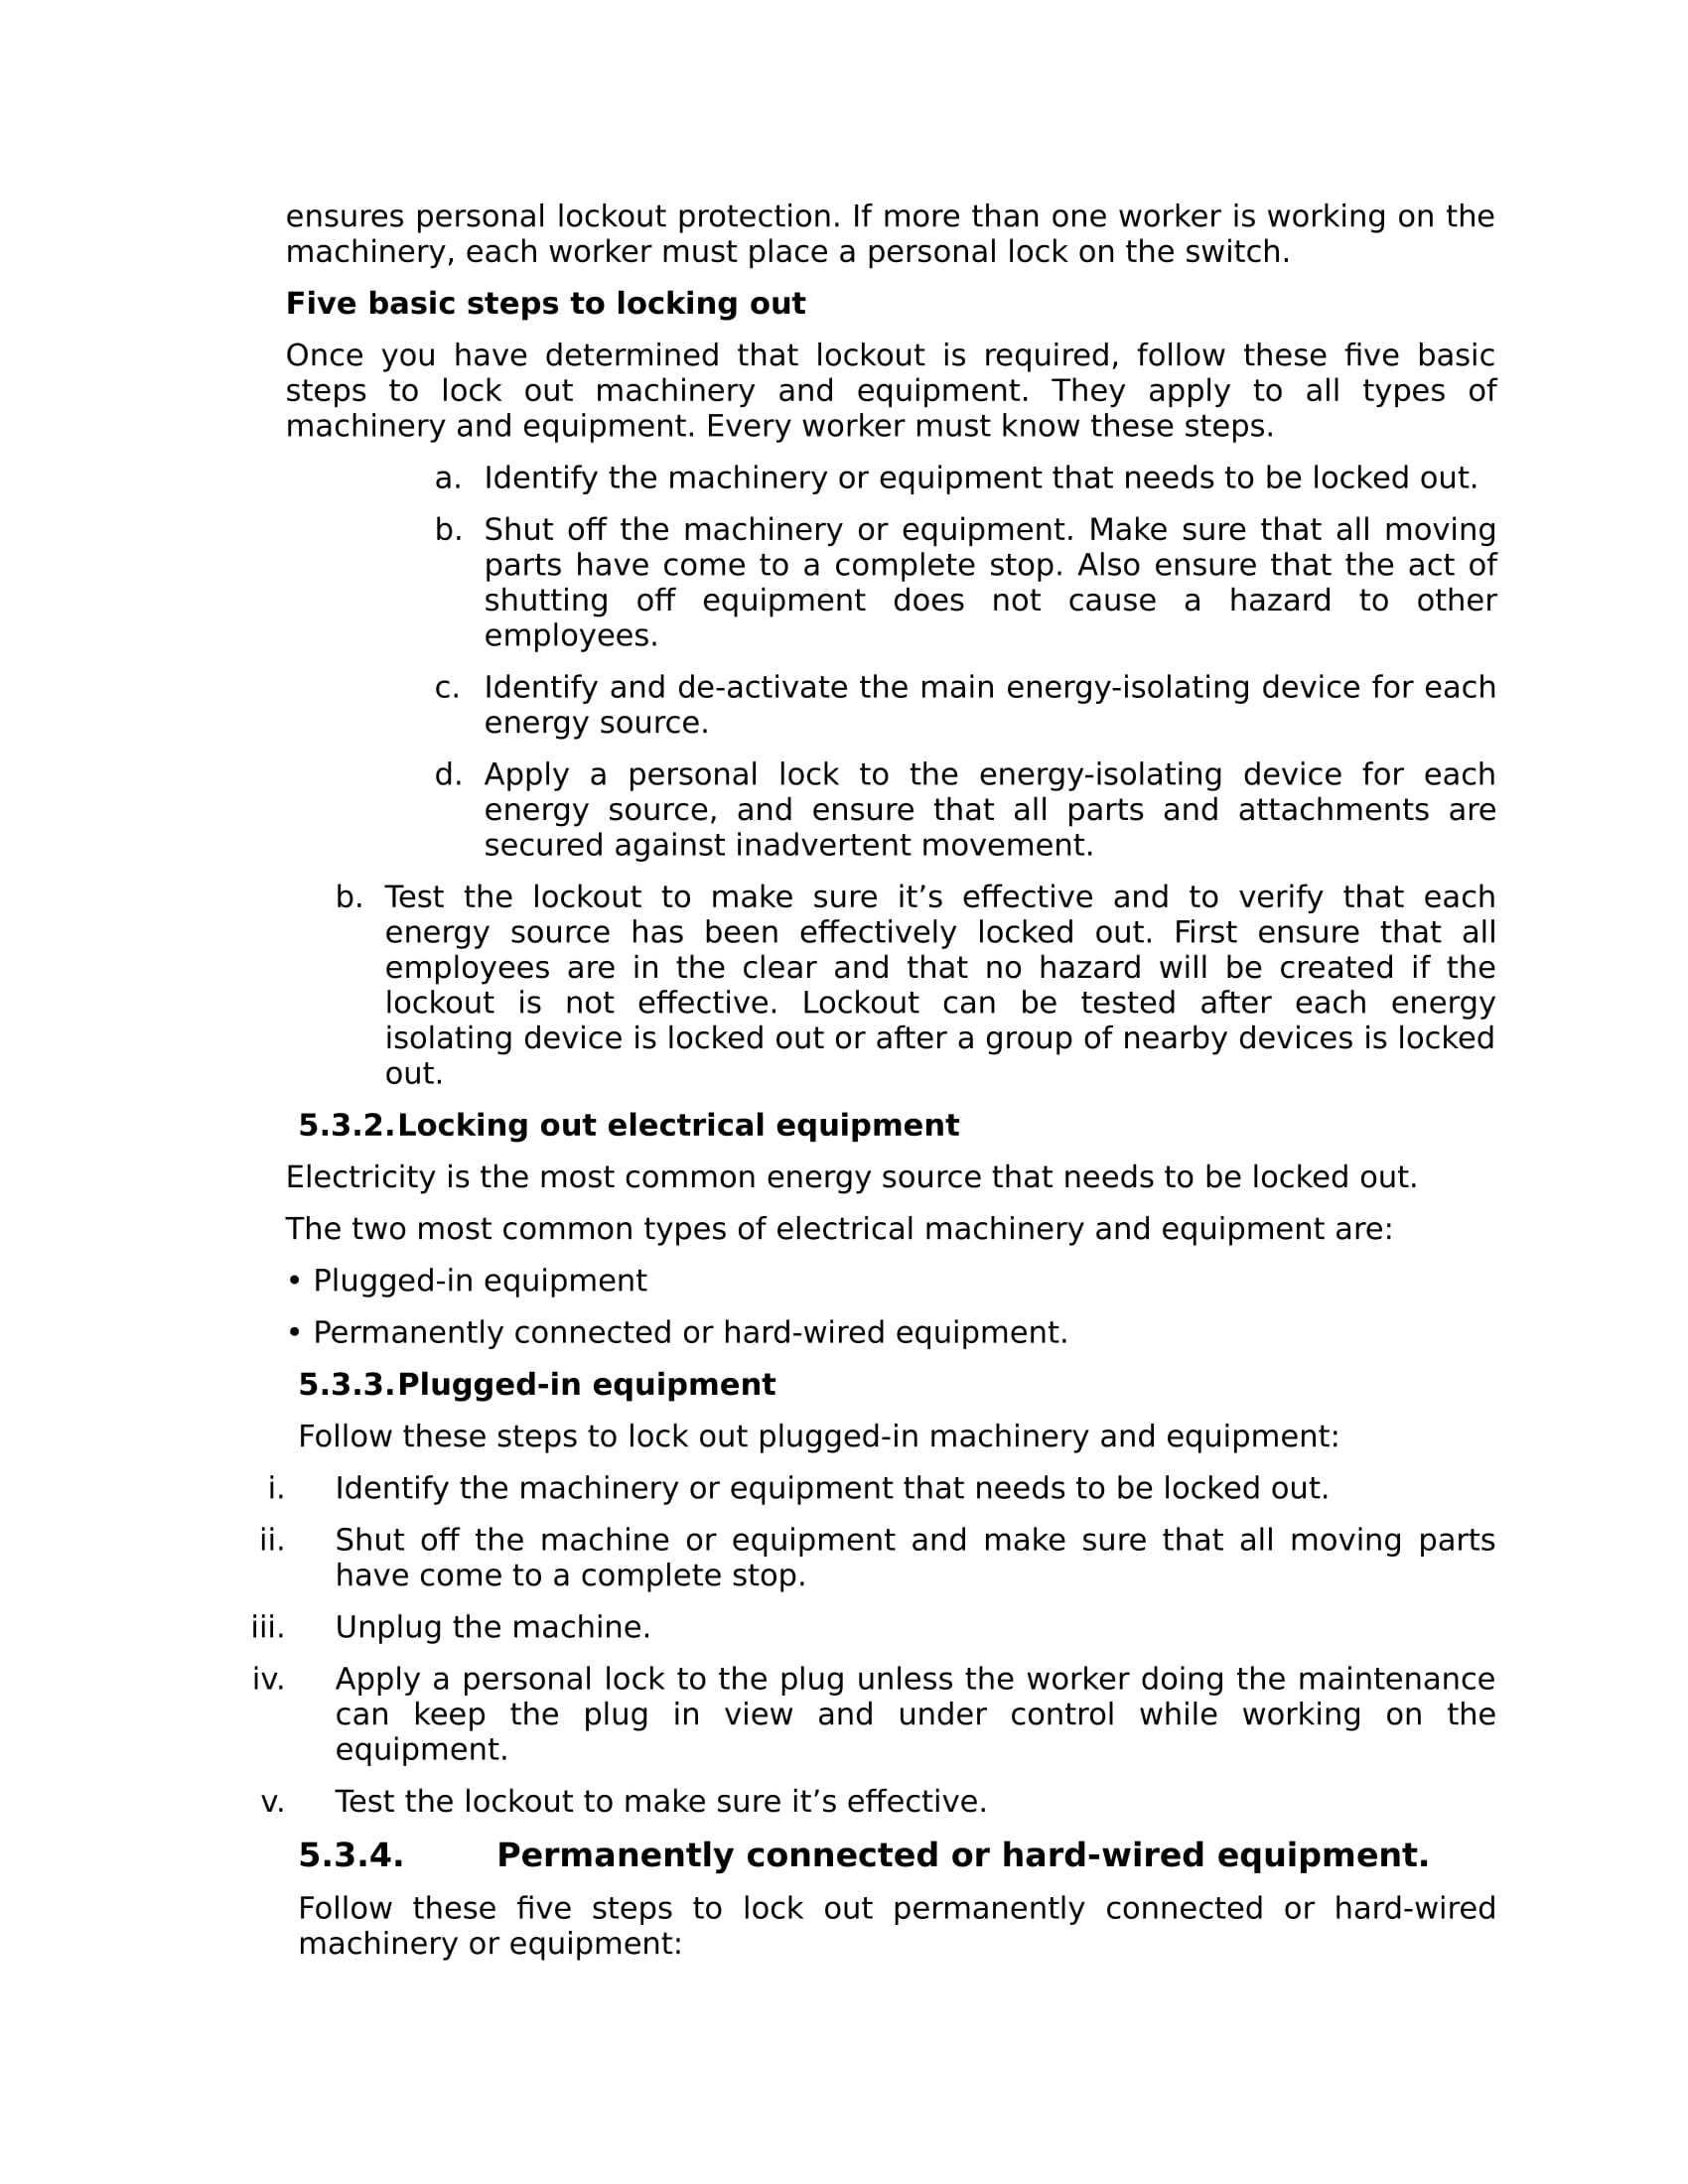 ensures personal lockout protection. If more than one worker is working on the
machinery, each worker must place a personal lock on the switch.
Five basic steps to locking out
Once you have determined that lockout is required, follow these five basic
steps to lock out machinery and equipment. They apply to all types of
machinery and equipment. Every worker must know these steps.
a. Identify the machinery or equipment that needs to be locked out.
b. Shut off the machinery or equipment. Make sure that all moving
parts have come to a complete stop. Also ensure that the act of
shutting off equipment does not cause a hazard to other
employees.
c. Identify and de-activate the main energy-isolating device for each
energy source.
d. Apply a personal lock to the energy-isolating device for each
energy source, and ensure that all parts and attachments are
secured against inadvertent movement.
b. Test the lockout to make sure it’s effective and to verify that each
energy source has been effectively locked out. First ensure that all
employees are in the clear and that no hazard will be created if the
lockout is not effective. Lockout can be tested after each energy
isolating device is locked out or after a group of nearby devices is locked
out.
5.3.2. Locking out electrical equipment
Electricity is the most common energy source that needs to be locked out.
The two most common types of electrical machinery and equipment are:
• Plugged-in equipment
• Permanently connected or hard-wired equipment.
5.3.3. Plugged-in equipment
Follow these steps to lock out plugged-in machinery and equipment:
i. Identify the machinery or equipment that needs to be locked out.
ii. Shut off the machine or equipment and make sure that all moving parts
have come to a complete stop.
iii. Unplug the machine.
iv. Apply a personal lock to the plug unless the worker doing the maintenance
can keep the plug in view and under control while working on the
equipment.
v. Test the lockout to make sure it’s effective.
5.3.4. Permanently connected or hard-wired equipment.
Follow these five steps to lock out permanently connected or hard-wired
machinery or equipment: